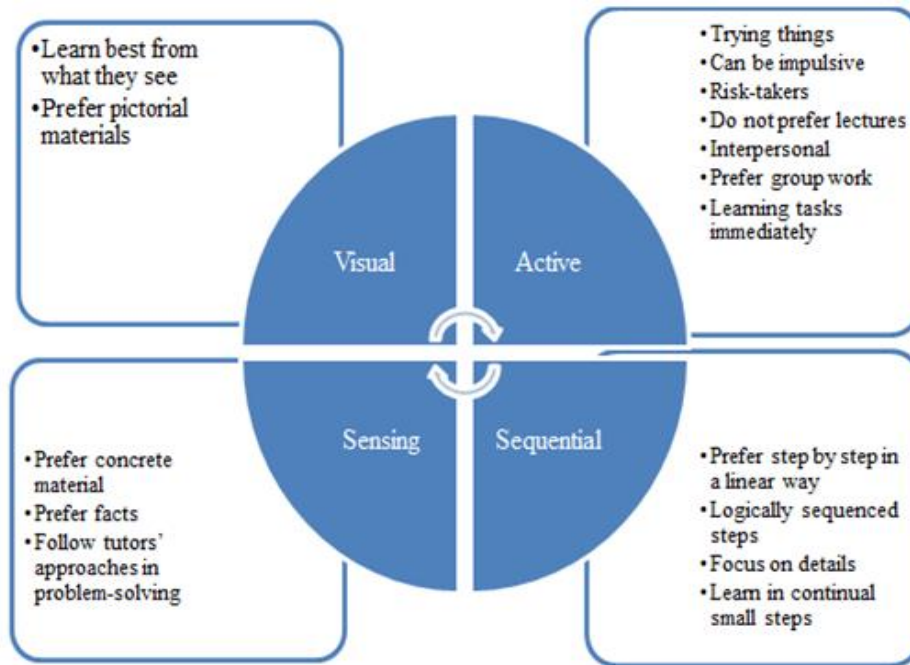 •Learn best from
what they see
•Prefer pictorial
materials
•Trying things
•Can be impulsive
•Risk-takers
•Do not prefer lectures
•Interpersonal
•Prefer group work
•Learning tasks
immediately
Visual
Active
Sensing
Sequential
•Prefer concrete
material
•Prefer facts
•Follow tutors’
approaches in
problem-solving
•Prefer step by step in
a linear way
•Logically sequenced
steps
•Focus on details
•Learn in continual
small steps